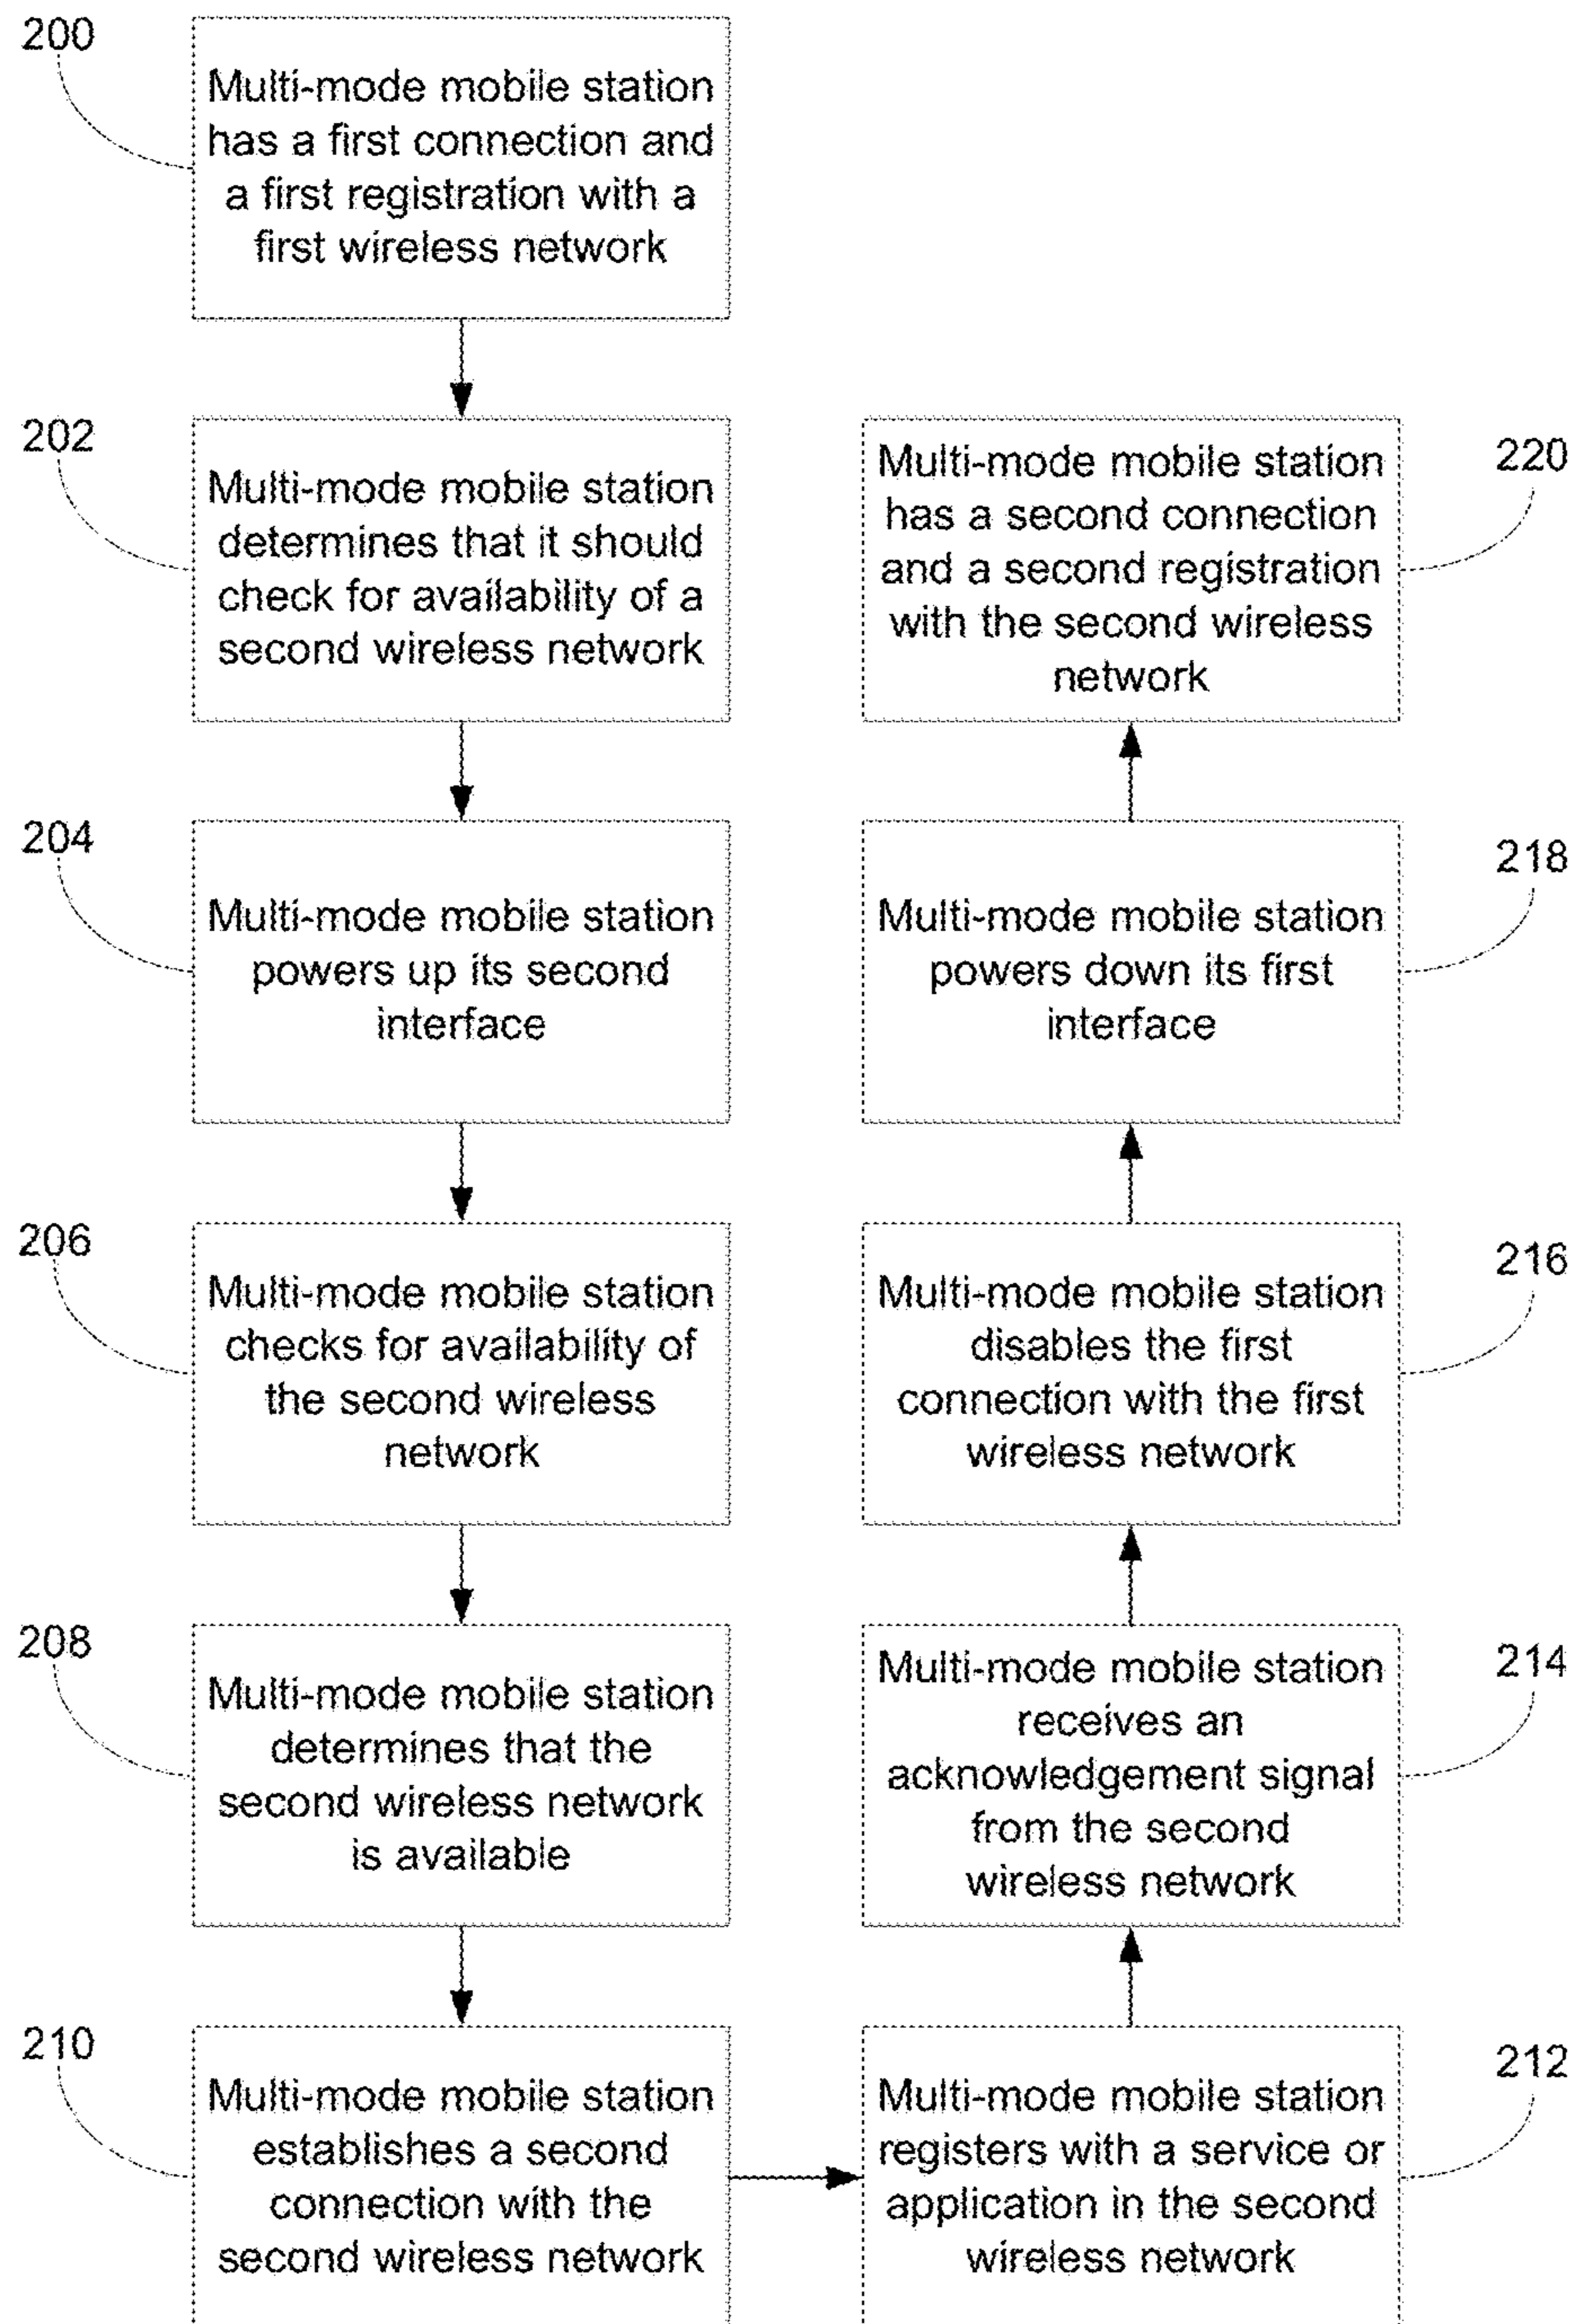 200
Multi-mode mobile station
has a first connection and
a first registration with a
first wireless network
202
Multi-mode mobile station
determines that it should
check for availability of a
second wireless network
204
Multi-mode mobile station
powers up its second
interface
206
Multi-mode mobile station
checks for availability of
the second wireless
network
208
Multi-mode mobile station
determines that the
second wireless network
is available
210
Multi-mode mobile station
establishes a second
connection with the
second wireless network
212
Multi-mode mobile station
registers with a service or
application in the second
wireless network
214
Multi-mode mobile station
receives an
acknowledgement signal
from the second
wireless network
216
Multi-mode mobile station
disables the first
connection with the first
wireless network
218
Multi-mode mobile station
powers down its first
interface
220
Multi-mode mobile station
has a second connection
and a second registration
with the second wireless
network